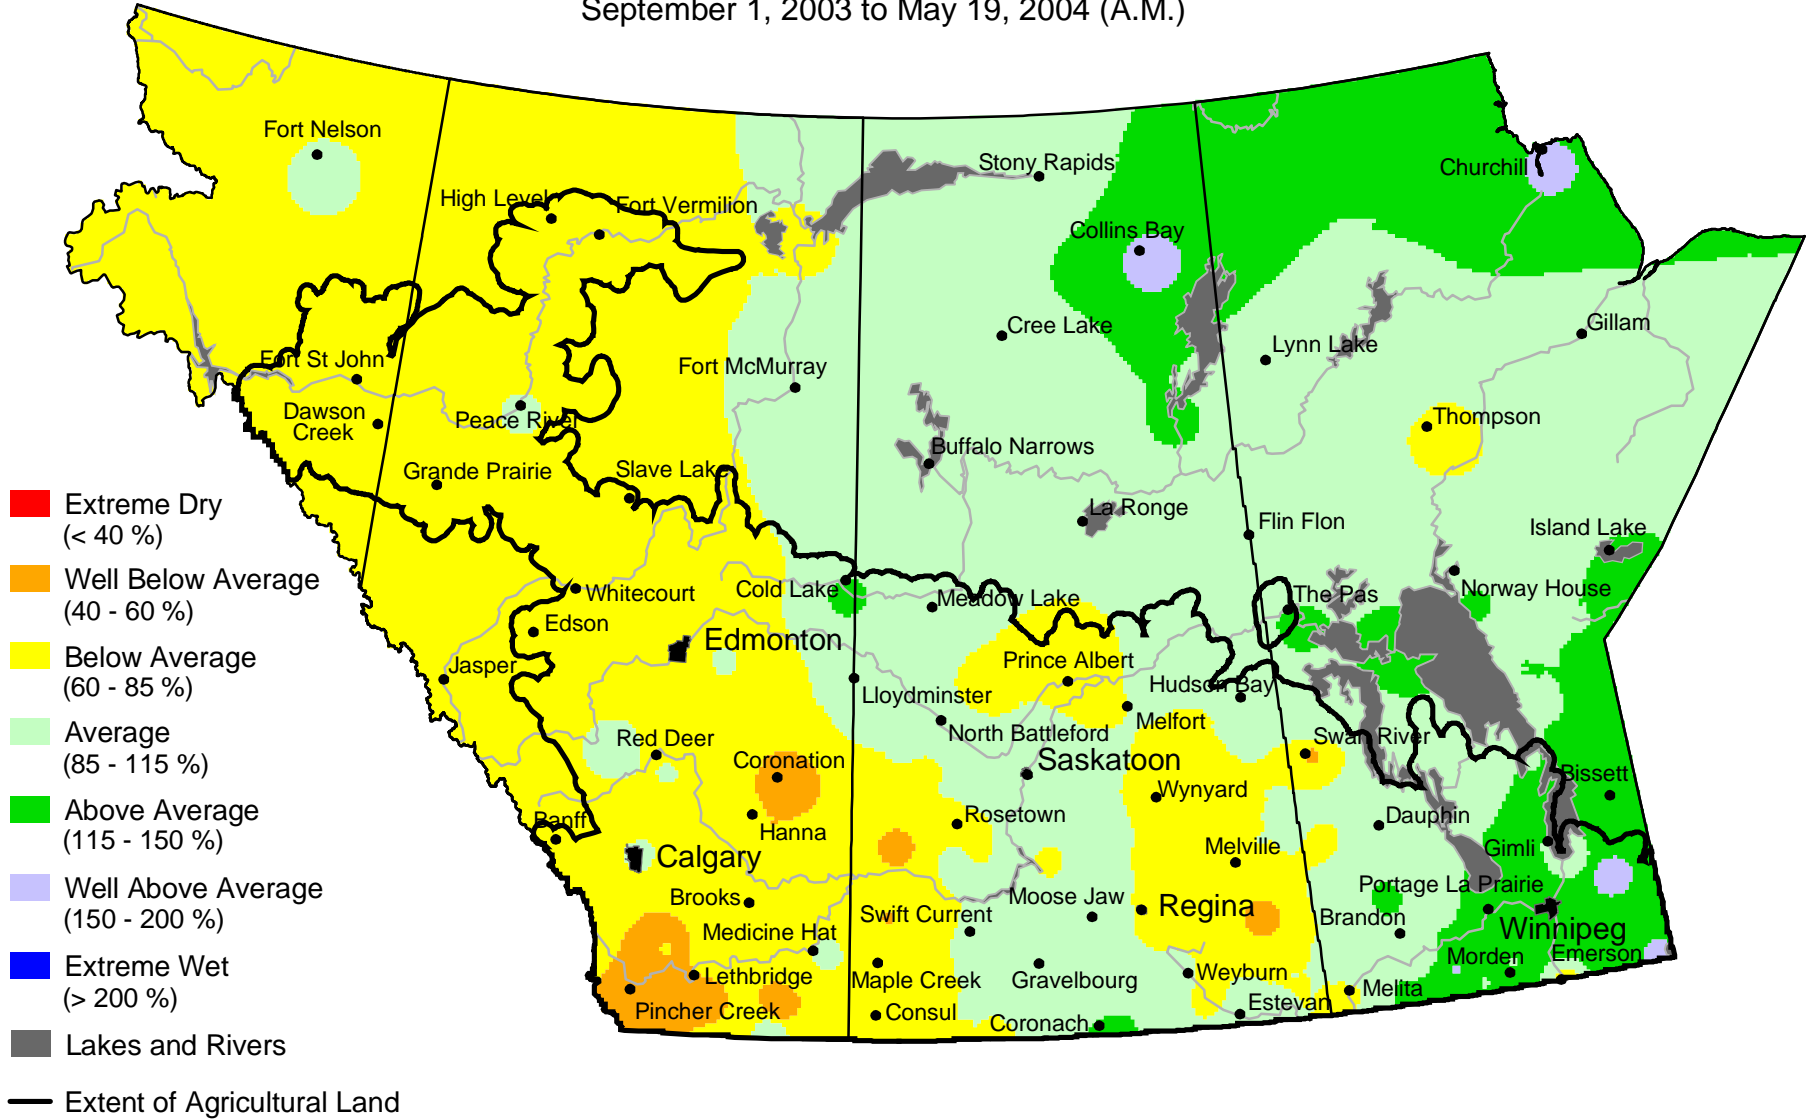 September 1, 2003 to May 19, 2004 (A.M.)
Fort Nelson
Churchill
Stony Rapids
High Level
Fort Vermilion
Collins Bay
Cree Lake
Gillam
Lynn Lake
Fort St John
Fort McMurray
Dawson
Creek
Peace River
Thompson
Buffalo Narrows
Grande Prairie
Slave Lake
La Ronge
Flin Flon
Island Lake
Whitecourt
Cold Lake
Meadow Lake
The Pas
Norway House
Edson
Edmonton
Jasper
Prince Albert
Lloydminster
Hudson Bay
Melfort
North Battleford
Red Deer
Swan River
Coronation
Saskatoon
Bissett
Wynyard
Banff
Hanna
Rosetown
Dauphin
Calgary
Melville
Gimli
Brooks
Moose Jaw
Portage La Prairie
Swift Current
Regina
Brandon
Medicine Hat
Winnipeg
Lethbridge
Maple Creek
Gravelbourg
Weyburn
Morden
Emerson
Pincher Creek
Consul
Coronach
Estevan
Melita
Extreme Dry
(< 40 %)
Well Below Average
(40 - 60 %)
Below Average
(60 - 85 %)
Average
(85 - 115 %)
Above Average
(115 - 150 %)
Well Above Average
(150 - 200 %)
Extreme Wet
(> 200 %)
Lakes and Rivers
Extent of Agricultural Land